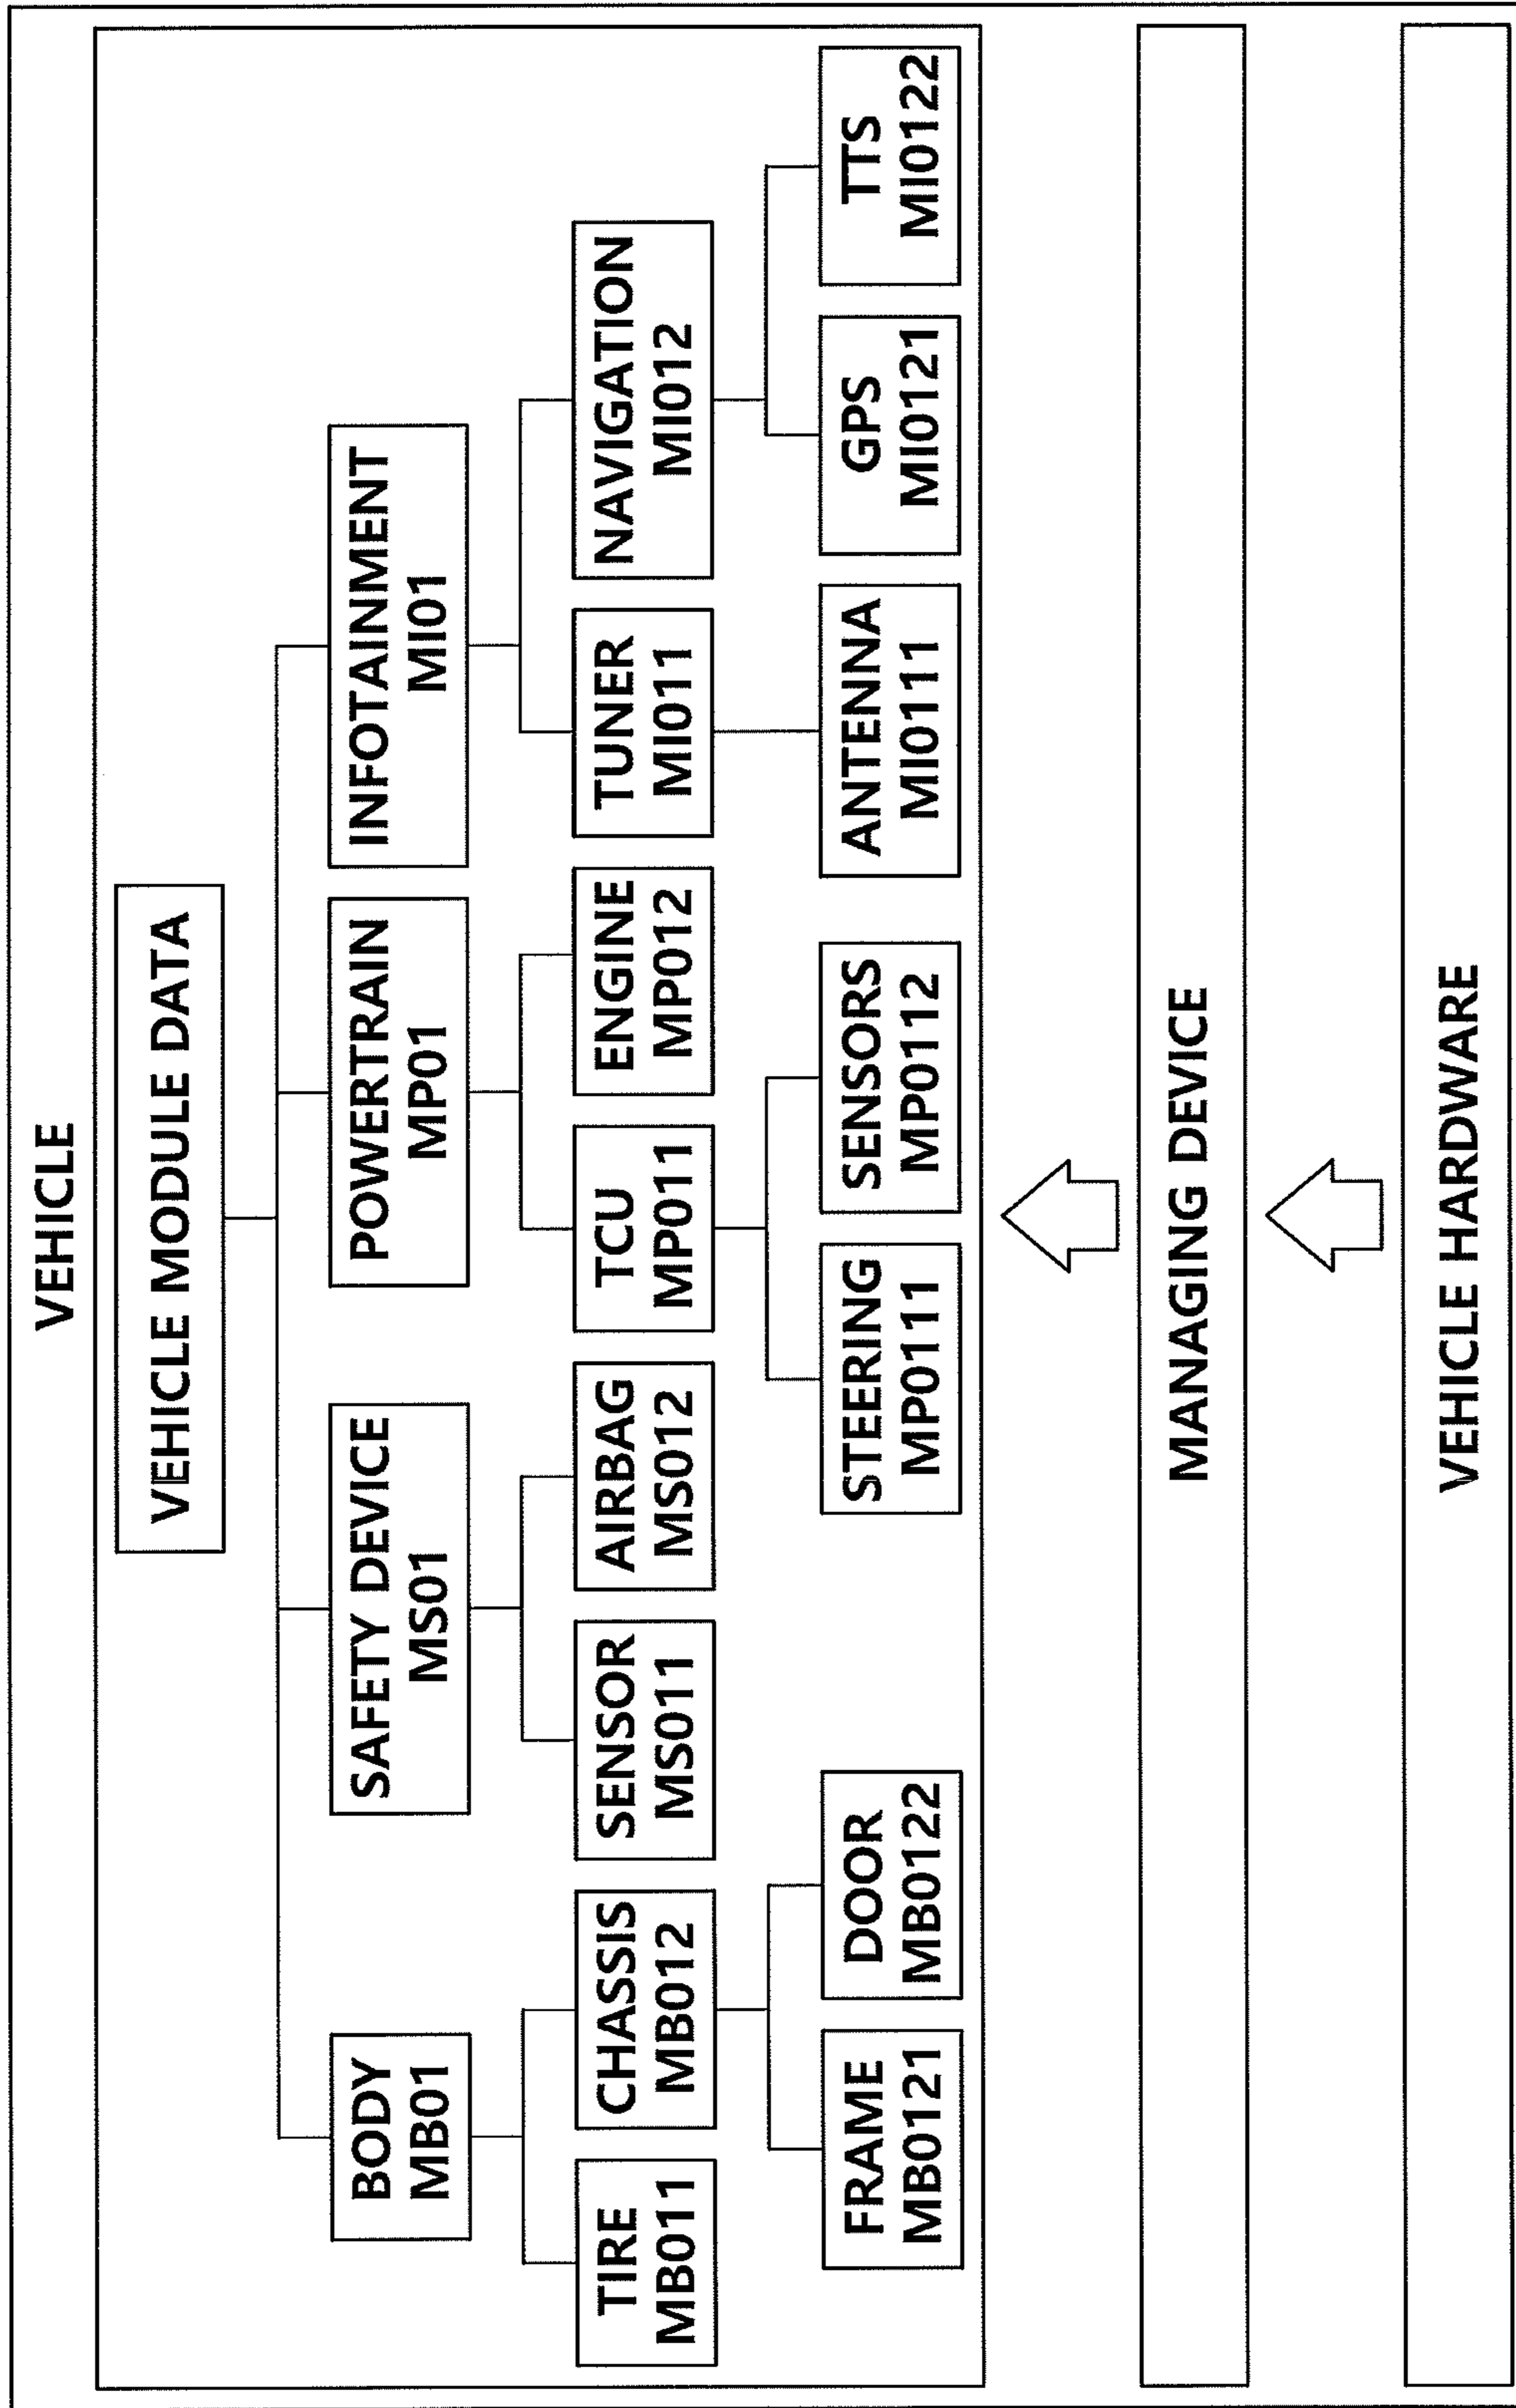 VEHICLE
VEHICLE MODULE DATA
BODY
MB01
SAFETY DEVICE
MS01
POWERTRAIN
MP01
INFOTAINMENT
MI01
TIRE
MB011
CHASSIS
MB012
SENSOR
MS011
AIRBAG
MS012
TCU
MP011
ENGINE
MP012
TUNER
MI011
NAVIGATION
MI012
FRAME
MB0121
DOOR
MB0122
STEERING
MP0111
SENSORS
MP0112
ANTENNA
MI0111
GPS
MI0121
TTS
MI0122
MANAGING DEVICE
VEHICLE HARDWARE